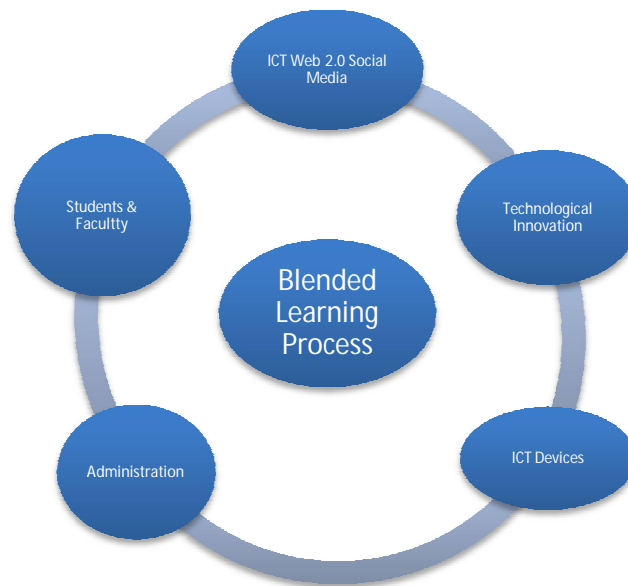 ICT Web 2.0 Social
Media
Students &
Facultty
Technological
Innovation
Blended
Learning
Process
Administration
ICT Devices